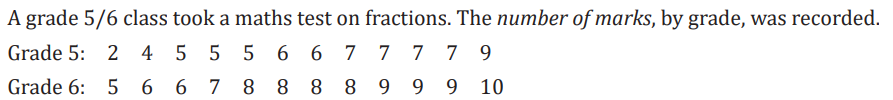 A grade 5/6 class took a maths test on fractions. The number of marks, by grade, was recorded.
Grade 5: 2 4 5 5 5 6 6 7 7 7 7 9
Grade 6: 5 6 6 7 8 8 8 8 9 9 9 10